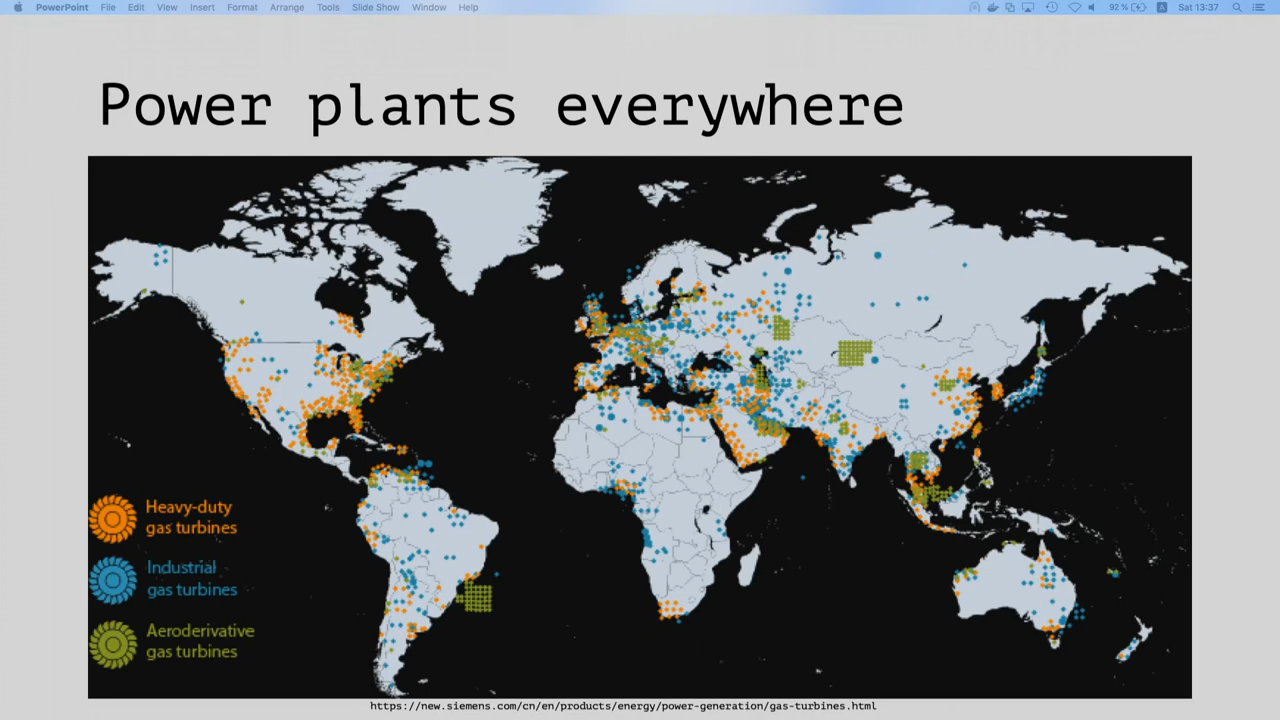 PowerPoint File Edit View Insert Format Arrange Tools Slide Show Window Help 92 % A Sat 13:37
Power plants everywhere
Heavy-duty
gas turbines
Industrial
gas turbines
Aeroderivative
gas turbines
https://new.siemens.com/cn/en/products/energy/power-generation/gas-turbines.html